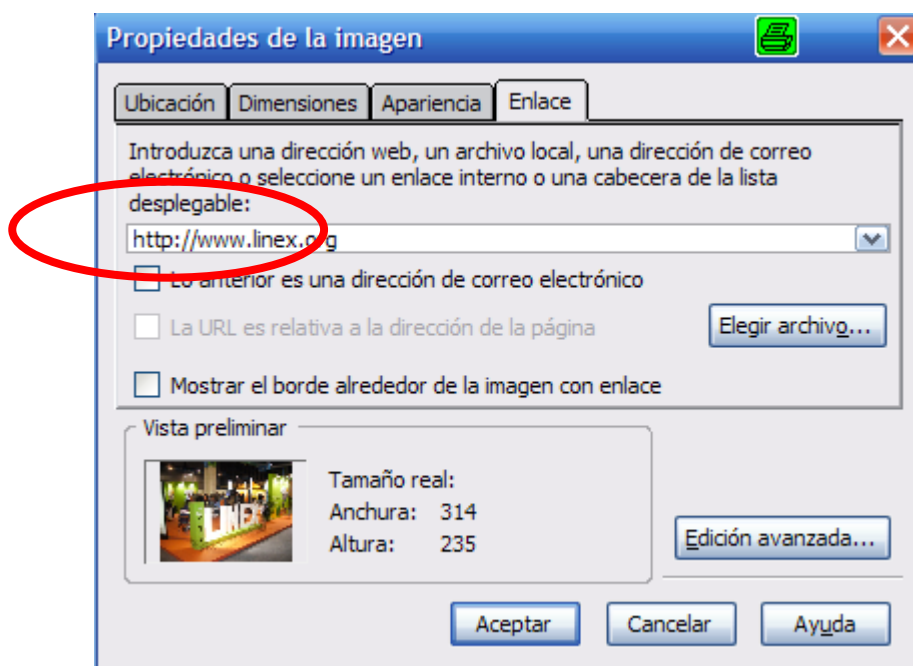 Propiedades de la imagen
Ubicación Dimensiones Apariencia Enlace
Introduzca una dirección web, un archivo local, una dirección de correo
electrónico o seleccione un enlace interno o una cabecera de la lista
desplegable:
http://www.linex.org
Lo anterior es una dirección de correo electrónico
La URL es relativa a la dirección de la página
Elegir archivo...
Mostrar el borde alrededor de la imagen con enlace
Vista preliminar
Tamaño real:
Anchura: 314
Altura: 235
Edición avanzada...
Aceptar Cancelar Ayuda